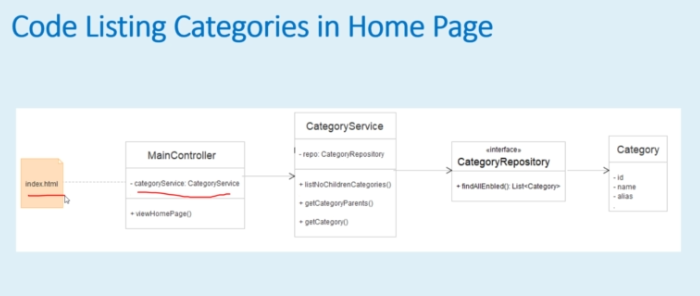 Code Listing Categories in Home Page
index.html
MainController
- categoryService: CategoryService
+ viewHomePage()
CategoryService
- repo: CategoryRepository
+ listNoChildrenCategories()
+ getCategoryParents()
+ getCategory()
«interface»
CategoryRepository
+ findAllEnbled(): List<Category>
Category
- id
- name
- alias